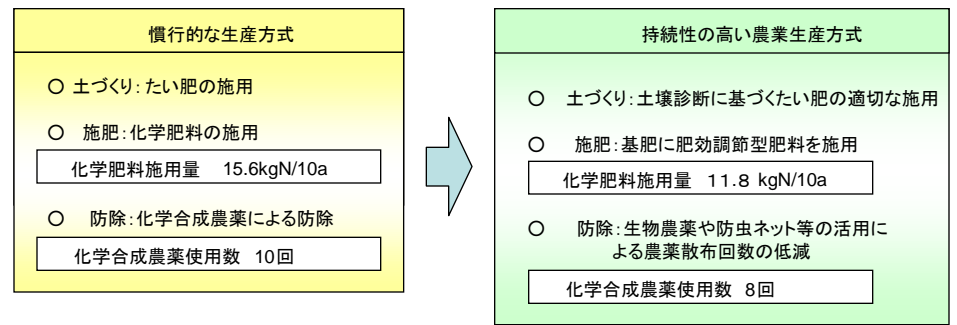 慣行的な生産方式
○ 土づくり：たい肥の施用
○ 施肥：化学肥料の施用
化学肥料施用量 15.6kgN/10a
○ 防除：化学合成農薬による防除
化学合成農薬使用数 10回
持続性の高い農業生産方式
○ 土づくり：土壌診断に基づくたい肥の適切な施用
○ 施肥：基肥に肥効調節型肥料を施用
化学肥料施用量 11.8 kgN/10a
○ 防除：生物農薬や防虫ネット等の活用に
よる農薬散布回数の低減
化学合成農薬使用数 8回